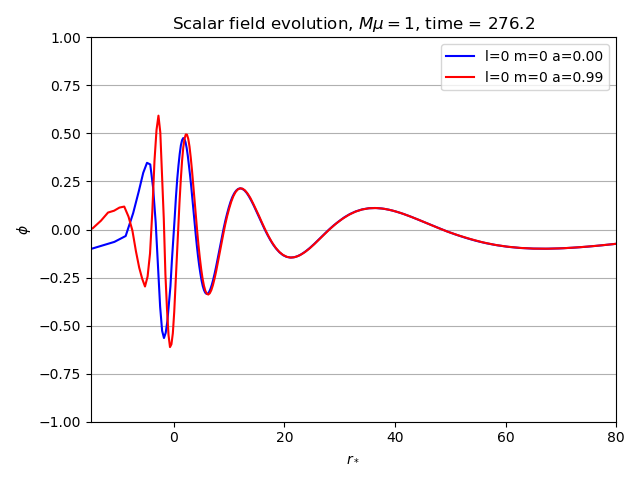 Scalar field evolution, Mμ = 1, time = 276.2
l=0 m=0 a=0.00
l=0 m=0 a=0.99
1.00
0.75
0.50
0.25
0.00
−0.25
−0.50
−0.75
−1.00
ϕ
0 20 40 60 80
r*